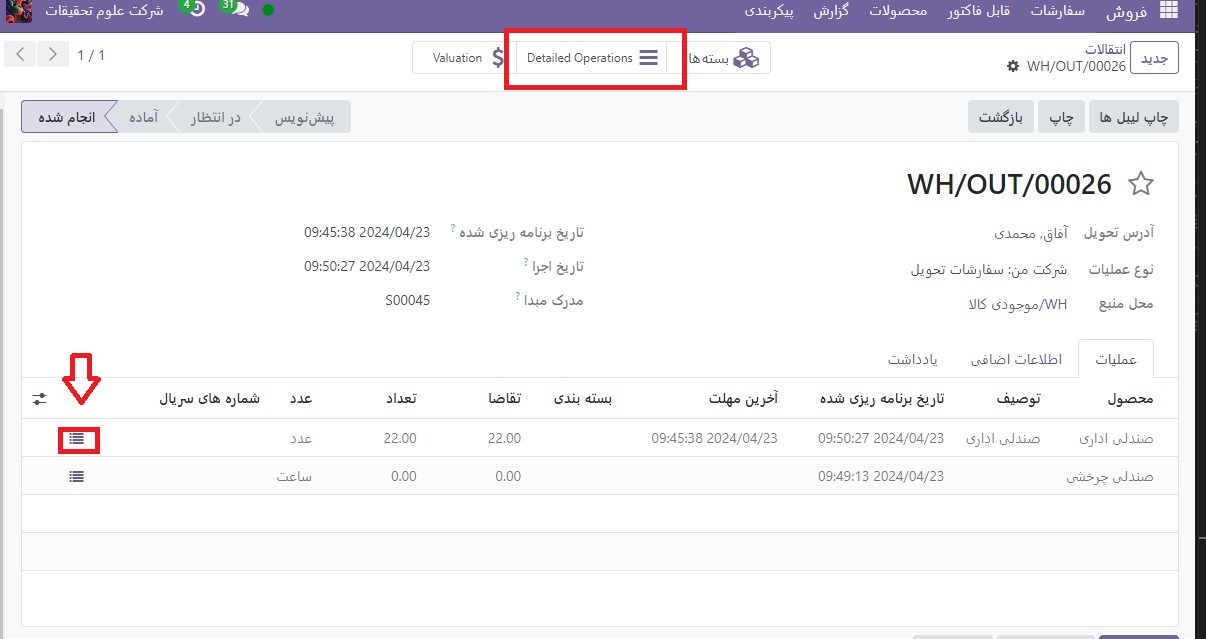 فروش سفارشات قابل فاکتور محصولات گزارش پیکربندی 31 4 شرکت علوم تحقیقات
جدید انتقالات بسته ها Detailed Operations Valuation 1 / 1
WH/OUT/00026
چاپ لیبل ها چاپ بازگشت پیش‌نویس در انتظار آماده انجام شده
WH/OUT/00026
آدرس تحویل آفاق, محمدی تاریخ برنامه ریزی شده ? 2024/04/23 09:45:38
نوع عملیات شرکت من: سفارشات تحویل تاریخ اجرا ? 2024/04/23 09:50:27
محل منبع WH/موجودی کالا مدرک مبدا ? S00045
عملیات اطلاعات اضافی یادداشت
محصول توصیف تاریخ برنامه ریزی شده آخرین مهلت بسته بندی تقاضا تعداد عدد شماره های سریال
صندلی اداری صندلی اداری 2024/04/23 09:50:27 2024/04/23 09:45:38 22.00 22.00 عدد
صندلی چرخشی 2024/04/23 09:49:13 0.00 0.00 ساعت